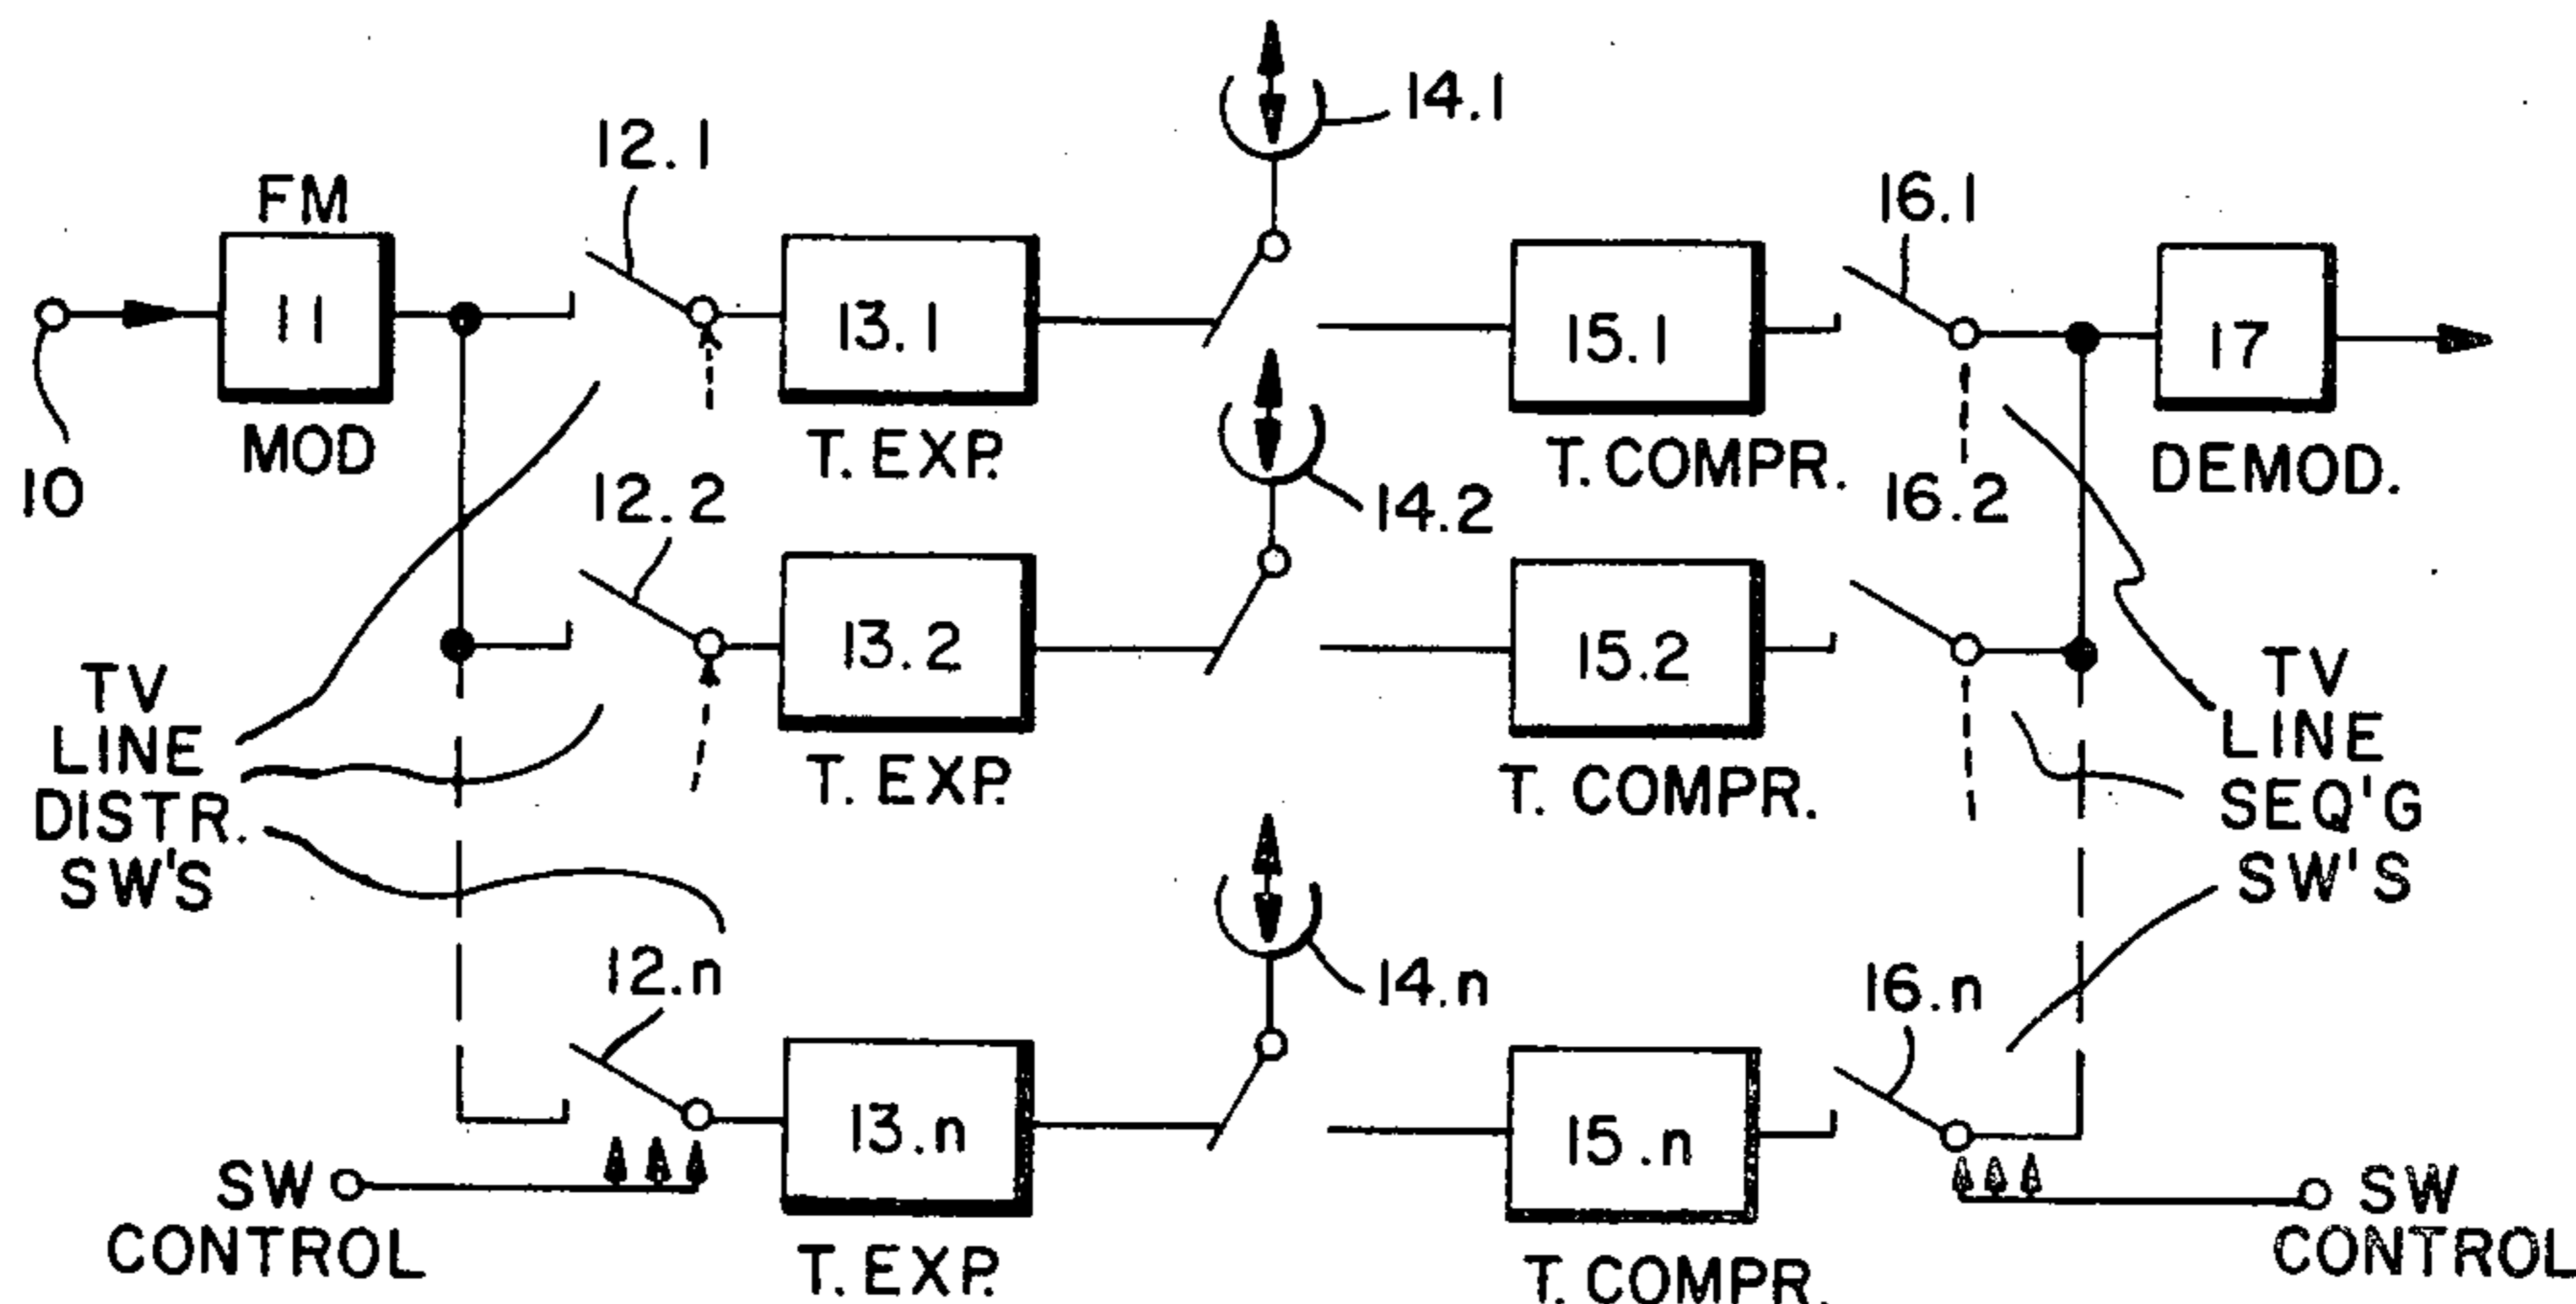 14.1
12.1
16.1
FM
11
13.1
15.1
17
10
MOD
T. EXP.
T. COMPR.
DEMOD.
12.2
14.2
16.2
13.2
15.2
TV
LINE
DISTR.
SW'S
T. EXP.
T. COMPR.
TV
LINE
SEQ'G
SW'S
12.n
14.n
16.n
13.n
15.n
SW
CONTROL
T. EXP.
T. COMPR.
SW
CONTROL